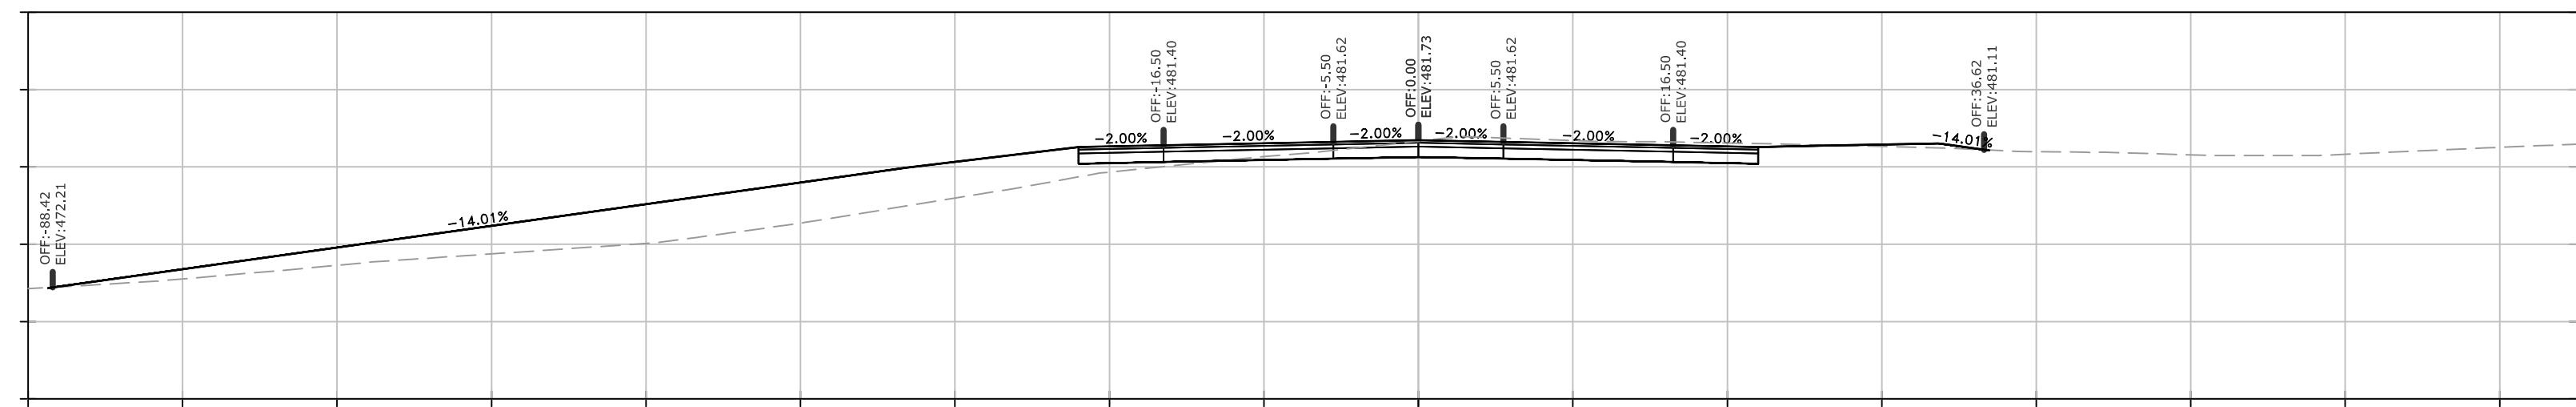 OFF:-88.42
ELEV:472.21
-14.01%
-2.00%
OFF:-16.50
ELEV:481.40
-2.00%
OFF:-5.50
ELEV:481.62
-2.00%
OFF:0.00
ELEV:481.73
-2.00%
OFF:5.50
ELEV:481.62
-2.00%
OFF:16.50
ELEV:481.40
-2.00%
-14.01%
OFF:36.62
ELEV:481.11